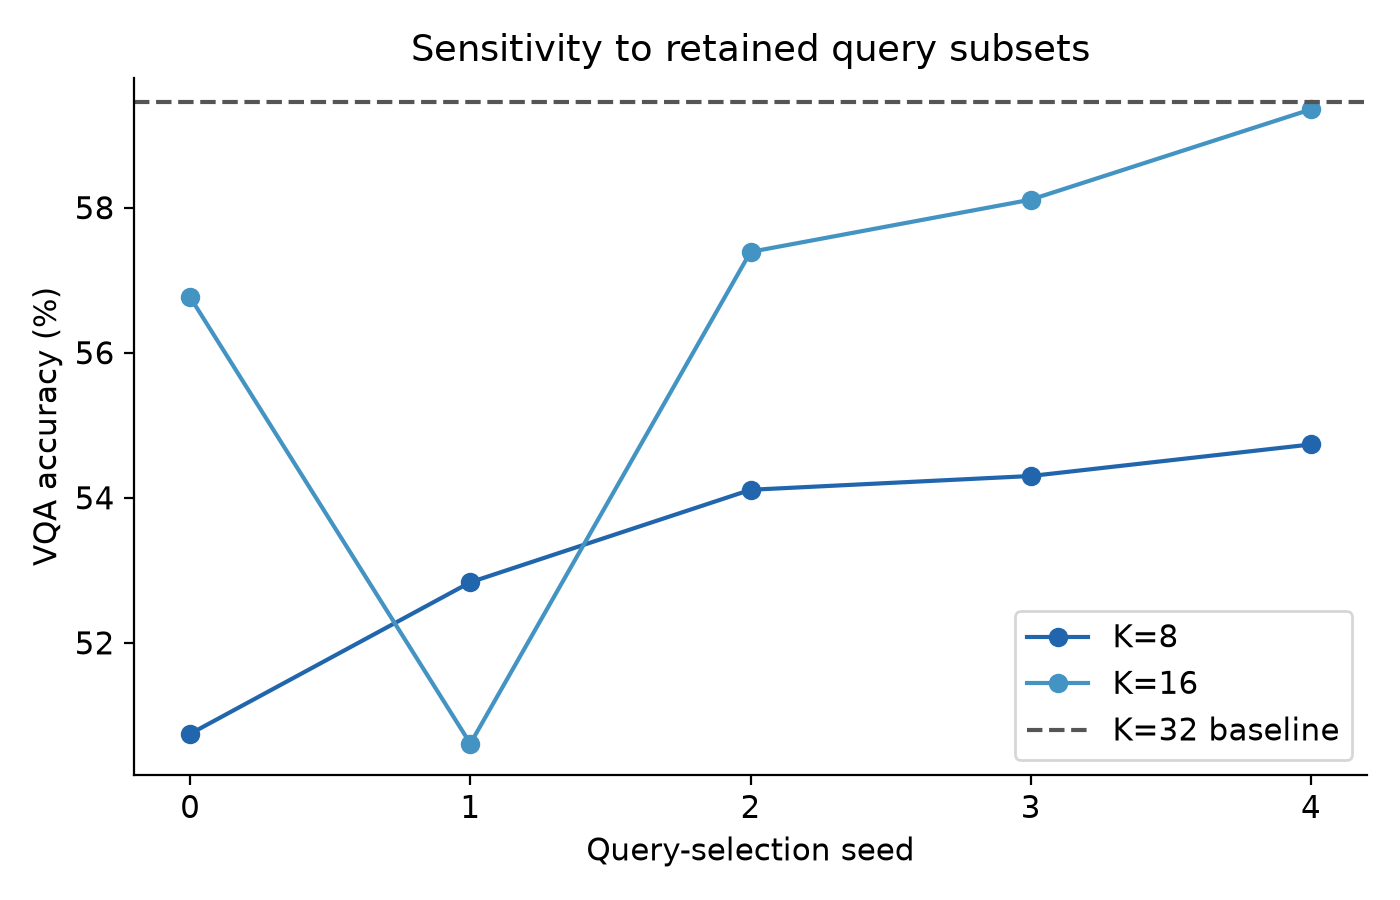 Sensitivity to retained query subsets
VQA accuracy (%)
58
56
54
52
0 1 2 3 4
Query-selection seed
K=8
K=16
K=32 baseline